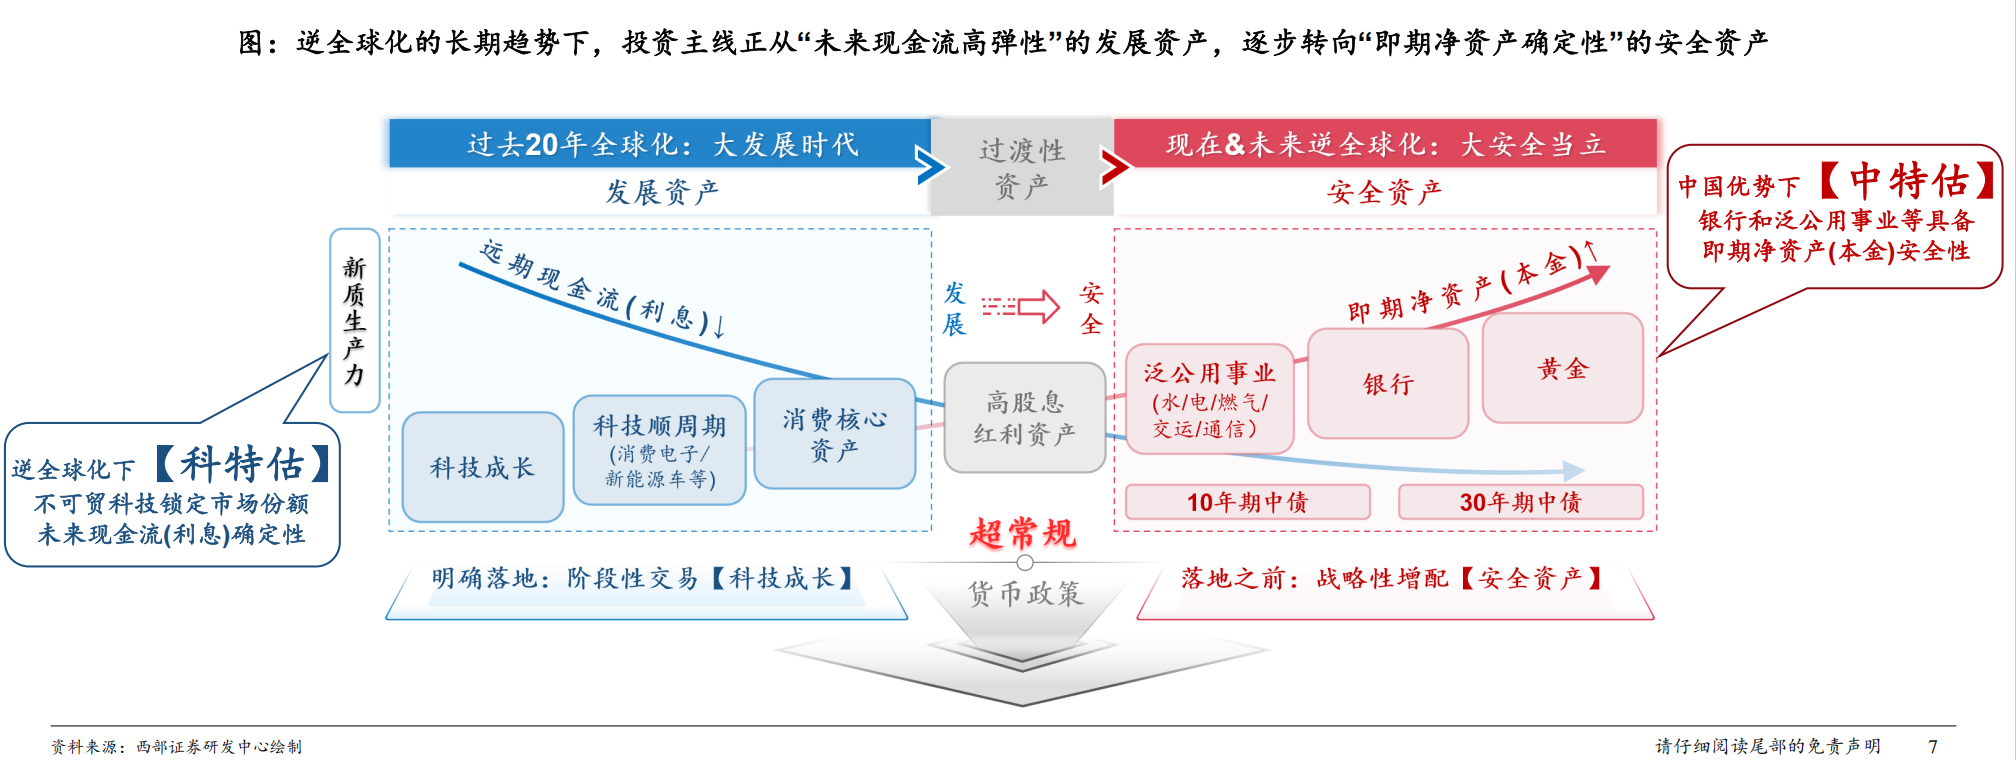 图：逆全球化的长期趋势下，投资主线正从“未来现金流高弹性”的发展资产，逐步转向“即期净资产确定性”的安全资产
过去20年全球化：大发展时代
发展资产
过渡性
资产
现在&未来逆全球化：大安全当立
安全资产
中国优势下【中特估】
银行和泛公用事业等具备
即期净资产(本金)安全性
新质生产力
远期现金流(利息)↓
发展
安全
即期净资产(本金)↑
逆全球化下【科特估】
不可贸科技锁定市场份额
未来现金流(利息)确定性
科技成长
科技顺周期
(消费电子/
新能源车等)
消费核心
资产
高股息
红利资产
泛公用事业
(水/电/燃气/
交运/通信）
银行
黄金
10年期中债
30年期中债
超常规
货币政策
明确落地：阶段性交易【科技成长】
落地之前：战略性增配【安全资产】
资料来源：西部证券研发中心绘制
请仔细阅读尾部的免责声明
7